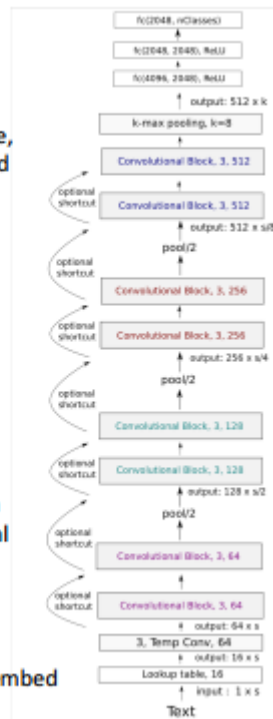 fc(2048, nClasses)
fc(2048, 2048), ReLU
fc(4096, 2048), ReLU
output: 512 x k
k-max pooling, k=8
e,
d
Convolutional Block, 3, 512
optional
shortcut
Convolutional Block, 3, 512
output: 512 x s/8
pool/2
optional
shortcut
Convolutional Block, 3, 256
optional
shortcut
Convolutional Block, 3, 256
output: 256 x s/4
pool/2
optional
shortcut
Convolutional Block, 3, 128
optional
shortcut
Convolutional Block, 3, 128
output: 128 x s/2
pool/2
al
optional
shortcut
Convolutional Block, 3, 64
optional
shortcut
Convolutional Block, 3, 64
output: 64 x s
3, Temp Conv, 64
output: 16 x s
mbed
Lookup table, 16
input : 1 x s
Text